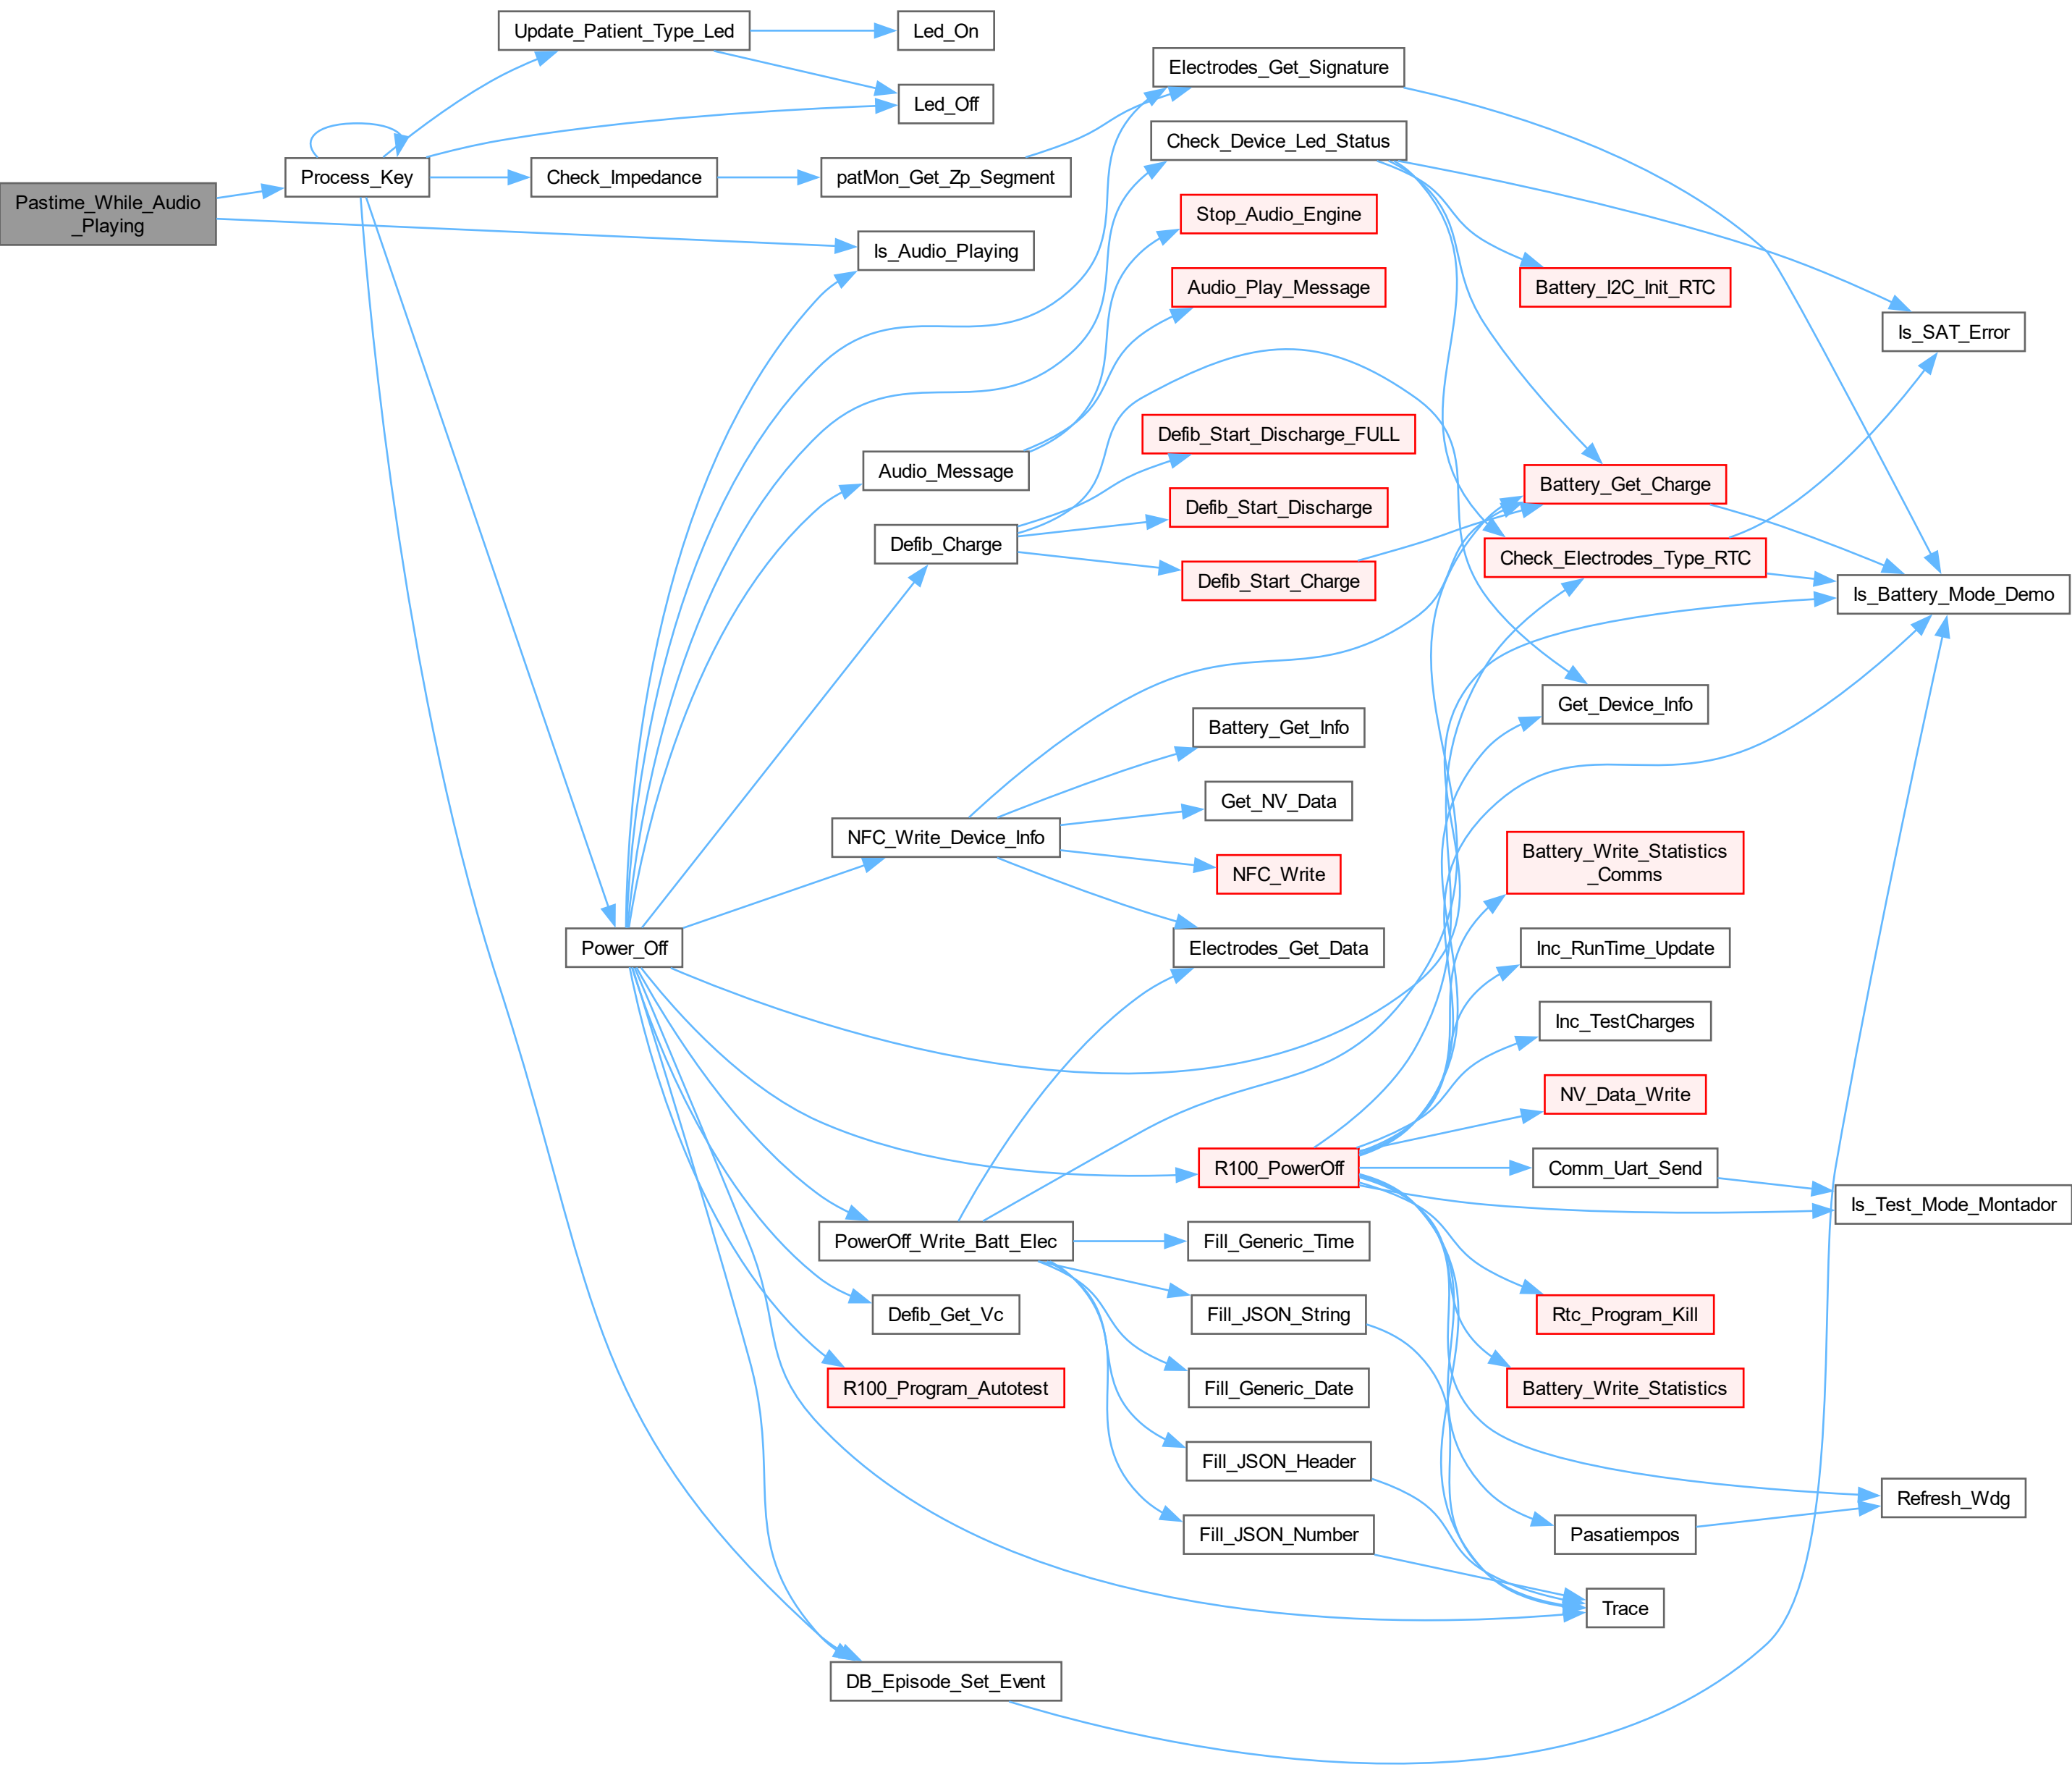 Pastime_While_Audio
_Playing
Process_Key
Update_Patient_Type_Led
Led_On
Led_Off
Check_Impedance
patMon_Get_Zp_Segment
Is_Audio_Playing
Electrodes_Get_Signature
Check_Device_Led_Status
Stop_Audio_Engine
Audio_Play_Message
Battery_I2C_Init_RTC
Is_SAT_Error
Audio_Message
Defib_Start_Discharge_FULL
Defib_Start_Discharge
Defib_Charge
Defib_Start_Charge
Battery_Get_Charge
Check_Electrodes_Type_RTC
Is_Battery_Mode_Demo
Get_Device_Info
Battery_Get_Info
Get_NV_Data
NFC_Write_Device_Info
NFC_Write
Electrodes_Get_Data
Power_Off
Battery_Write_Statistics
_Comms
Inc_RunTime_Update
Inc_TestCharges
NV_Data_Write
R100_PowerOff
Comm_Uart_Send
Is_Test_Mode_Montador
PowerOff_Write_Batt_Elec
Fill_Generic_Time
Defib_Get_Vc
Fill_JSON_String
Rtc_Program_Kill
R100_Program_Autotest
Fill_Generic_Date
Battery_Write_Statistics
Fill_JSON_Header
Refresh_Wdg
Fill_JSON_Number
Pasatiempos
Trace
DB_Episode_Set_Event